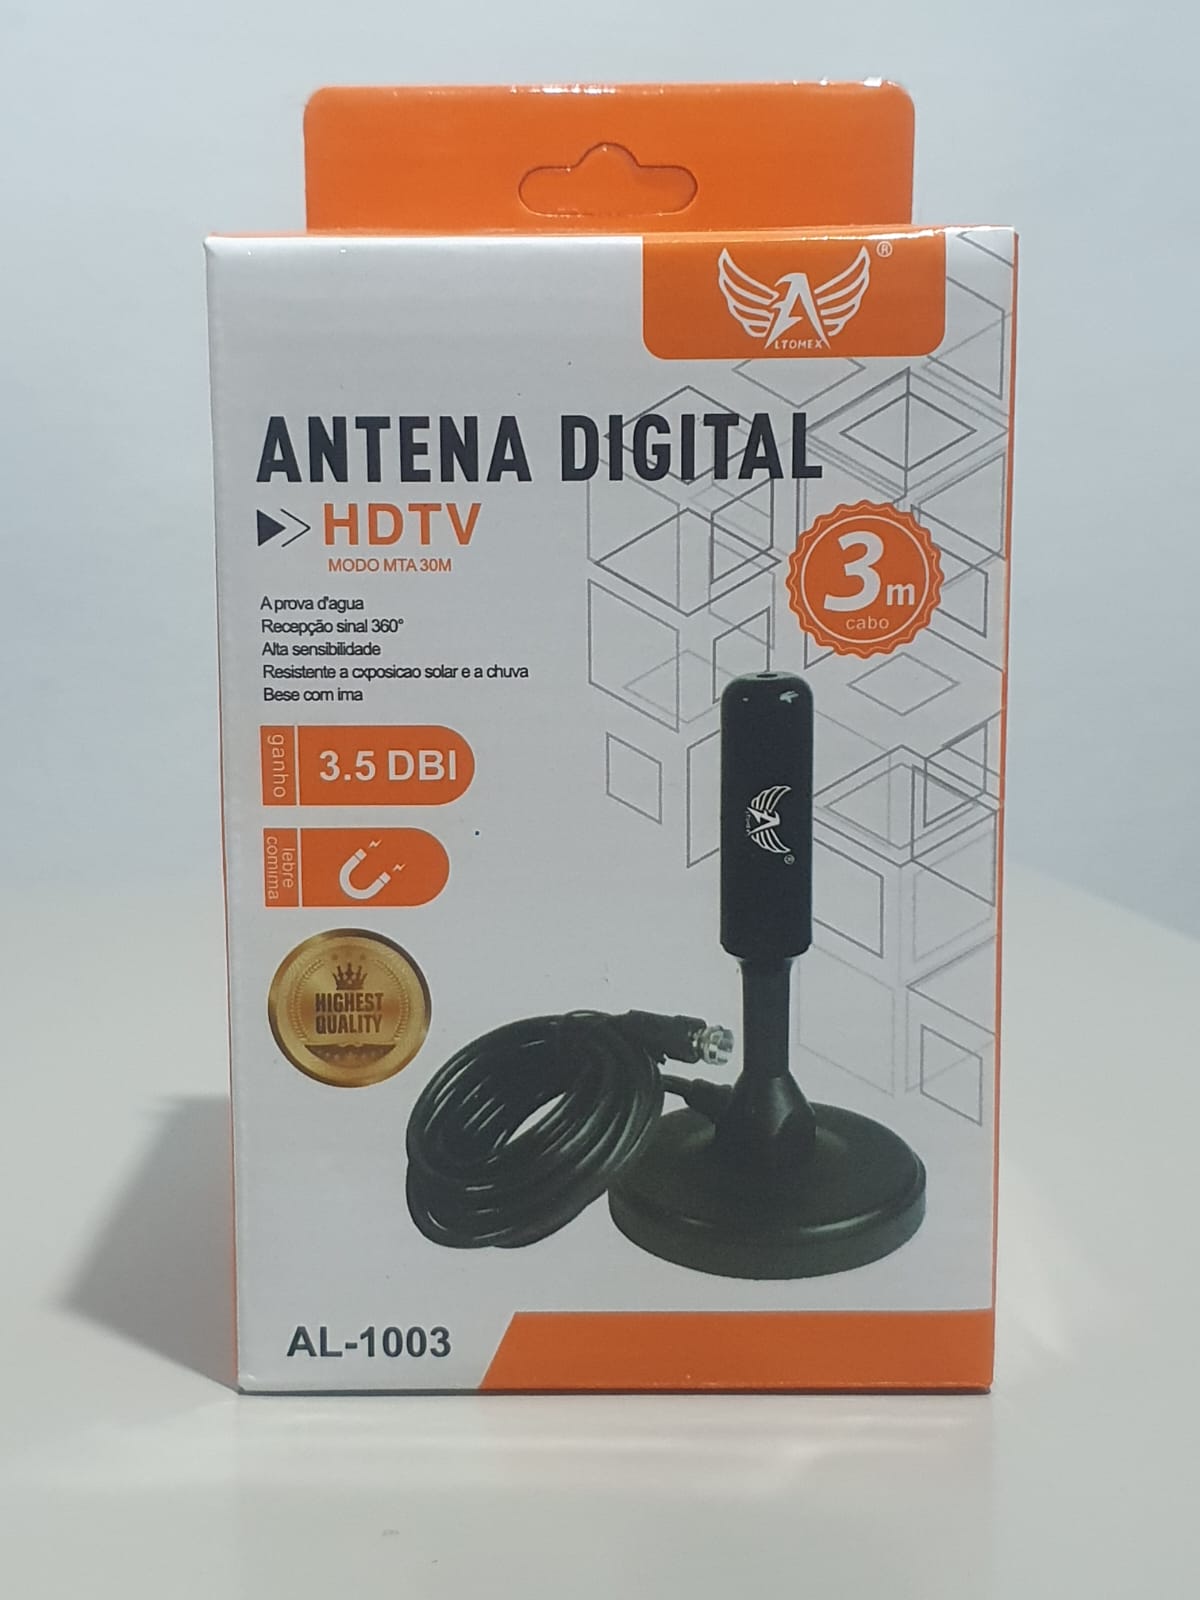 ALTOMEX
®
ANTENA DIGITAL
HDTV
MODO MTA 30M
3m
cabo
A prova d'agua
Recepção sinal 360°
Alta sensibilidade
Resistente a cxposicao solar e a chuva
Bese com ima
ganho
3.5 DBI
lebre
comima
HIGHEST
QUALITY
®
AL-1003